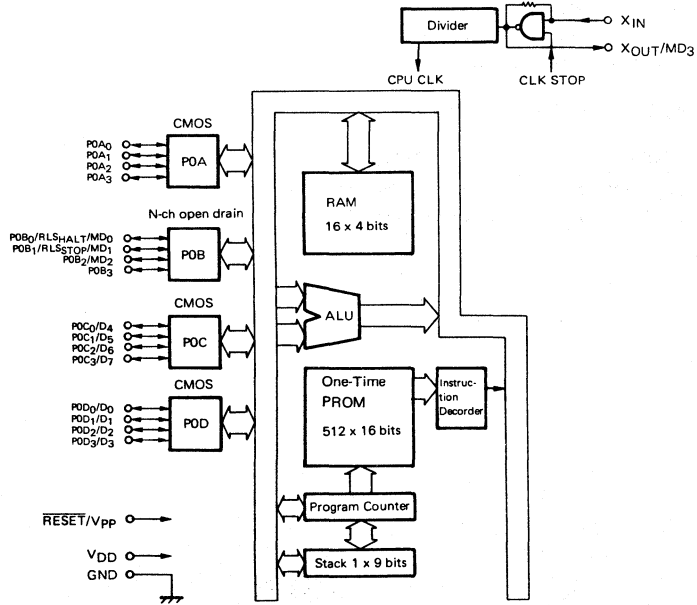 Divider
XIN
XOUT/MD3
CPU CLK
CLK STOP
CMOS
P0A0
P0A1
P0A2
P0A3
P0A
RAM
16 x 4 bits
N-ch open drain
P0B0/RLSHALT/MD0
P0B1/RLSSTOP/MD1
P0B2/MD2
P0B3
P0B
CMOS
P0C0/D4
P0C1/D5
P0C2/D6
P0C3/D7
P0C
ALU
CMOS
P0D0/D0
P0D1/D1
P0D2/D2
P0D3/D3
P0D
One-Time
PROM
512 x 16 bits
Instruc-
tion
Decorder
Program Counter
Stack 1 x 9 bits
RESET/VPP
VDD
GND